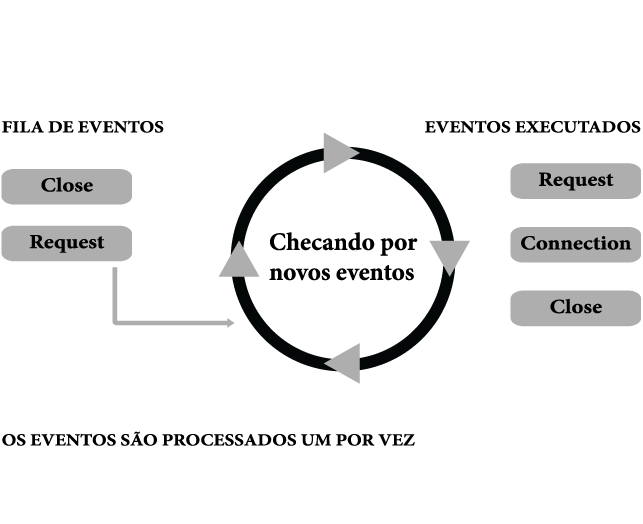 FILA DE EVENTOS
Close
Request
Checando por
novos eventos
EVENTOS EXECUTADOS
Request
Connection
Close
OS EVENTOS SÃO PROCESSADOS UM POR VEZ